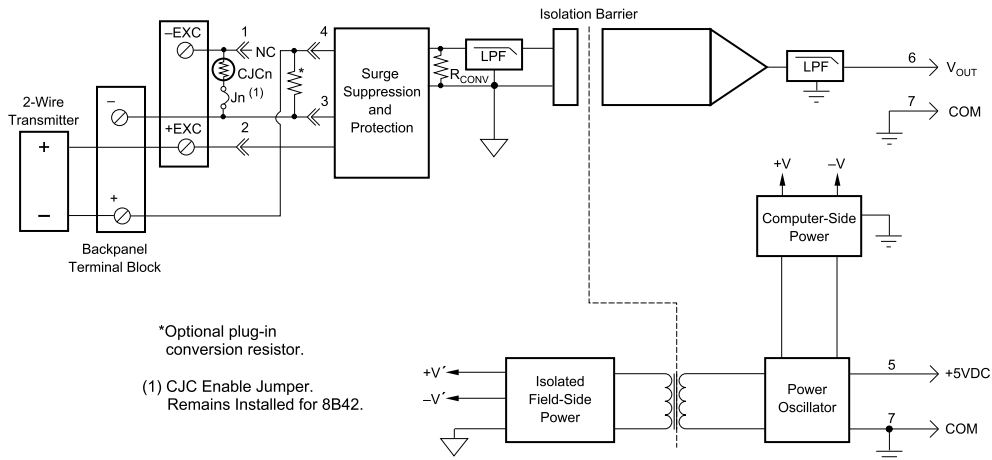 Isolation Barrier
–EXC
1
NC
4
CJCn
*
Jn (1)
3
2-Wire
Transmitter
–
+EXC
2
+
–
+
Backpanel
Terminal Block
Surge
Suppression
and
Protection
LPF
RCONV
LPF
6
VOUT
7
COM
+V
–V
Computer-Side
Power
*Optional plug-in
conversion resistor.
(1) CJC Enable Jumper.
Remains Installed for 8B42.
+V´
–V´
Isolated
Field-Side
Power
Power
Oscillator
5
+5VDC
7
COM